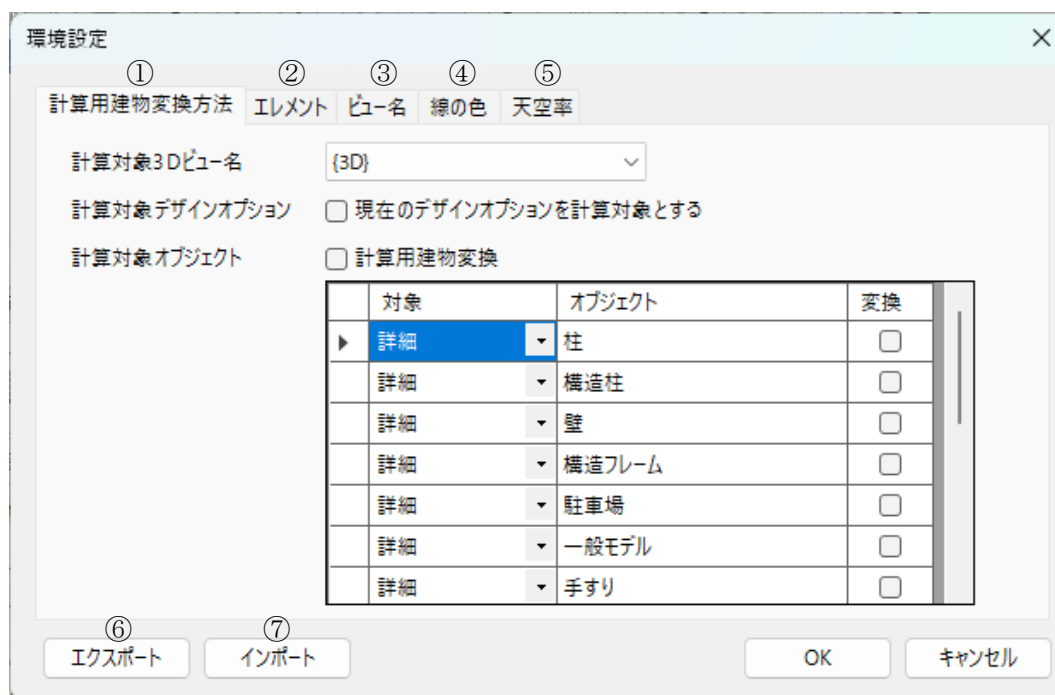 環境設定
① ② ③ ④ ⑤
計算用建物変換方法 エレメント ビュー名 線の色 天空率
計算対象3Dビュー名 {3D}
計算対象デザインオプション 現在のデザインオプションを計算対象とする
計算対象オブジェクト 計算用建物変換
対象 オブジェクト 変換
詳細 柱
詳細 構造柱
詳細 壁
詳細 構造フレーム
詳細 駐車場
詳細 一般モデル
詳細 手すり
⑥ ⑦
エクスポート インポート OK キャンセル